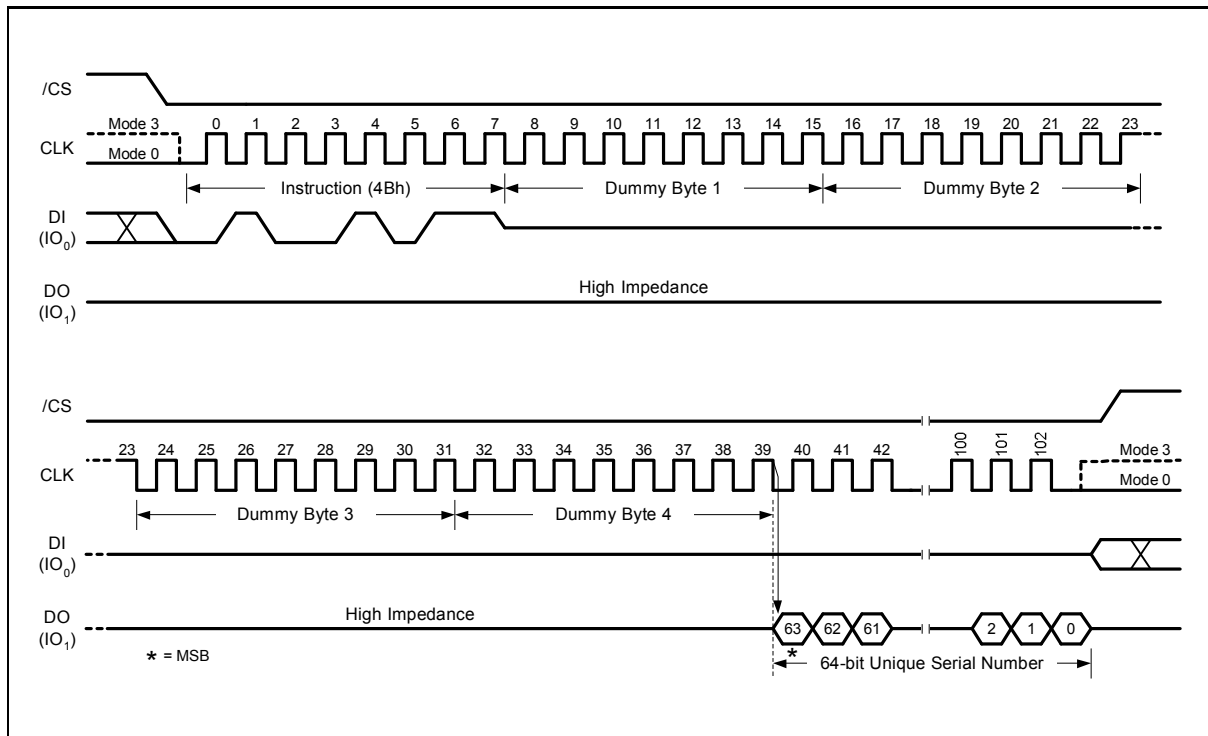 /CS
Mode 3 0 1 2 3 4 5 6 7 8 9 10 11 12 13 14 15 16 17 18 19 20 21 22 23
CLK Mode 0
Instruction (4Bh) Dummy Byte 1 Dummy Byte 2
DI
(IO0)
High Impedance
DO
(IO1)
/CS
23 24 25 26 27 28 29 30 31 32 33 34 35 36 37 38 39 40 41 42 100 101 102 Mode 3
CLK Mode 0
Dummy Byte 3 Dummy Byte 4
DI
(IO0)
High Impedance
DO
(IO1) 63 62 61 2 1 0
* = MSB * 64-bit Unique Serial Number